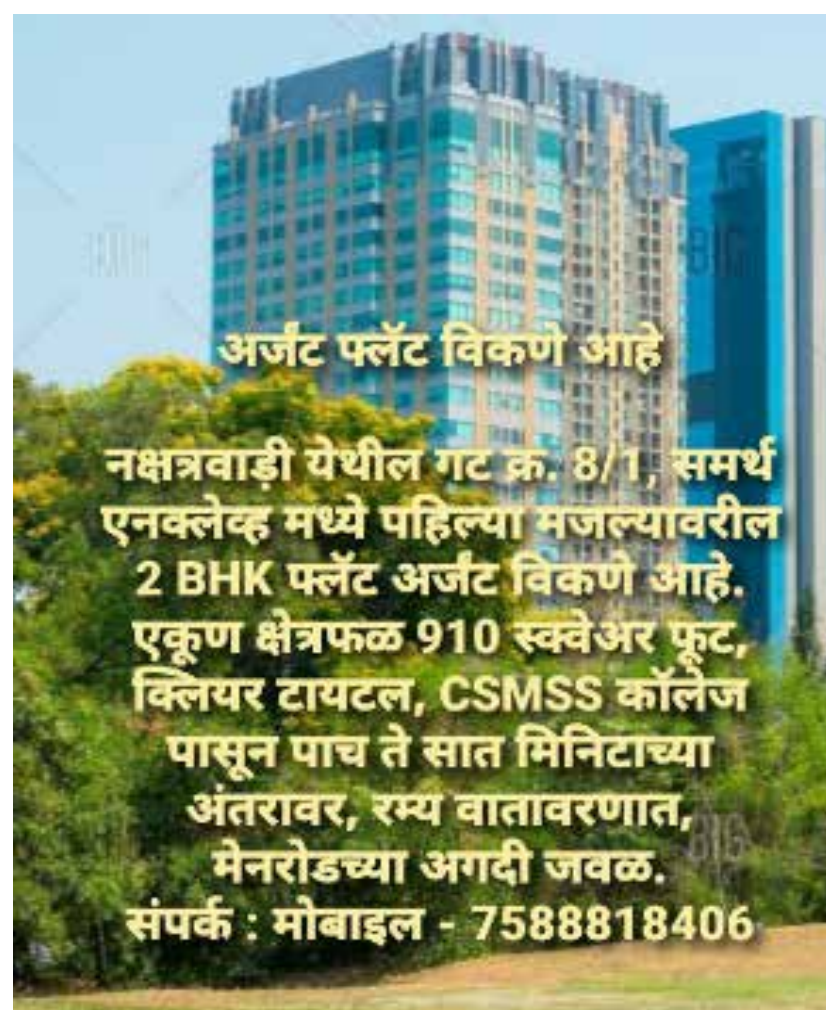 अर्जंट फ्लॅट विकणे आहे
नक्षत्रवाडी येथील गट क्र. 8/1, समर्थ
एनक्लेव्ह मध्ये पहिल्या मजल्यावरील
2 BHK फ्लॅट अर्जंट विकणे आहे.
एकूण क्षेत्रफळ 910 स्क्वेअर फूट,
क्लियर टायटल, CSMSS कॉलेज
पासून पाच ते सात मिनिटाच्या
अंतरावर, रम्य वातावरणात,
मेनरोडच्या अगदी जवळ.
संपर्क : मोबाइल - 7588818406
BIG
BIG